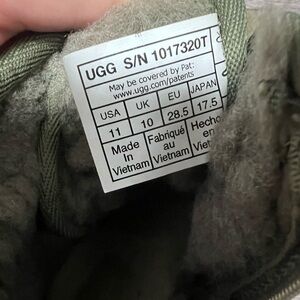 UGG S/N 1017320T
May be covered by Pat:
www.ugg.com/patents
USA UK EU JAPAN
11 10 28.5 17.5
Made Fabriqué Hecho
in au en
Vietnam Vietnam